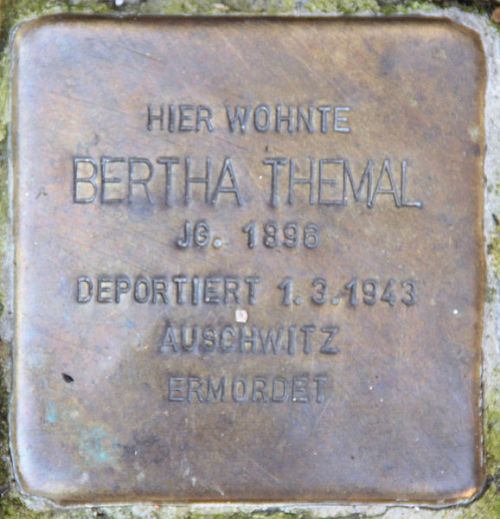 HIER WOHNTE
BERTHA THEMAL
JG. 1896
DEPORTIERT 1.3.1943
AUSCHWITZ
ERMORDET